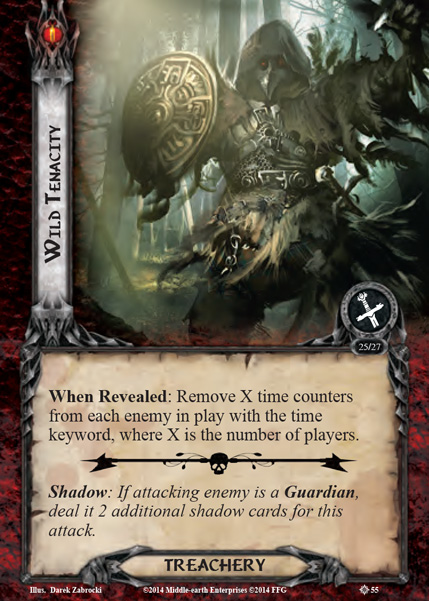 Wild Tenacity
25/27
When Revealed: Remove X time counters
from each enemy in play with the time
keyword, where X is the number of players.
Shadow: If attacking enemy is a Guardian,
deal it 2 additional shadow cards for this
attack.
Treachery
Illus. Darek Zabrocki ©2014 Middle-earth Enterprises ©2014 FFG 55